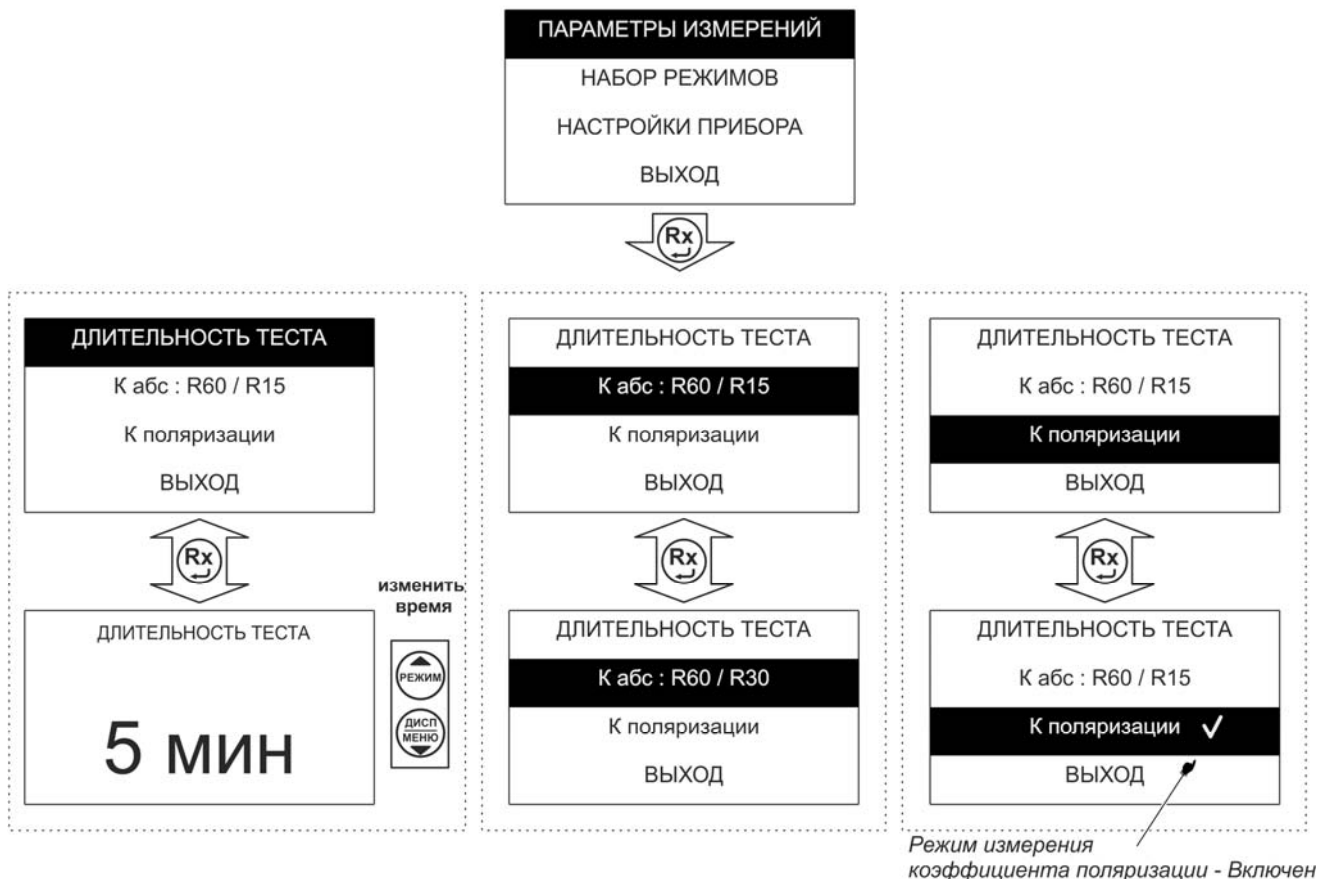 ПАРАМЕТРЫ ИЗМЕРЕНИЙ
НАБОР РЕЖИМОВ
НАСТРОЙКИ ПРИБОРА
ВЫХОД
Rx
ДЛИТЕЛЬНОСТЬ ТЕСТА
К абс : R60 / R15
К поляризации
ВЫХОД
Rx
ДЛИТЕЛЬНОСТЬ ТЕСТА
5 мин
изменить
время
РЕЖИМ
ДИСП
МЕНЮ
ДЛИТЕЛЬНОСТЬ ТЕСТА
К абс : R60 / R15
К поляризации
ВЫХОД
Rx
ДЛИТЕЛЬНОСТЬ ТЕСТА
К абс : R60 / R30
К поляризации
ВЫХОД
ДЛИТЕЛЬНОСТЬ ТЕСТА
К абс : R60 / R15
К поляризации
ВЫХОД
Rx
ДЛИТЕЛЬНОСТЬ ТЕСТА
К абс : R60 / R15
К поляризации ✓
ВЫХОД
Режим измерения
коэффициента поляризации - Включен